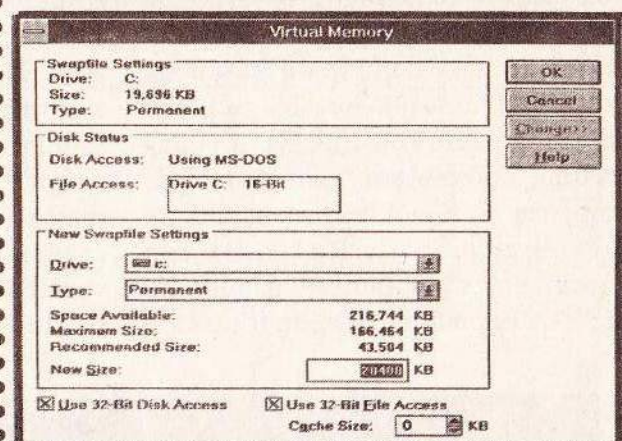 Virtual Memory
Swapfile Settings
Drive: C:
Size: 19,696 KB
Type: Permanent
OK
Cancel
Change>>
Help
Disk Status
Disk Access: Using MS-DOS
File Access: Drive C: 16-Bit
New Swapfile Settings
Drive: c:
Type: Permanent
Space Available: 216,744 KB
Maximum Size: 166,464 KB
Recommended Size: 43,504 KB
New Size: 20400 KB
Use 32-Bit Disk Access
Use 32-Bit File Access
Cache Size: 0 KB